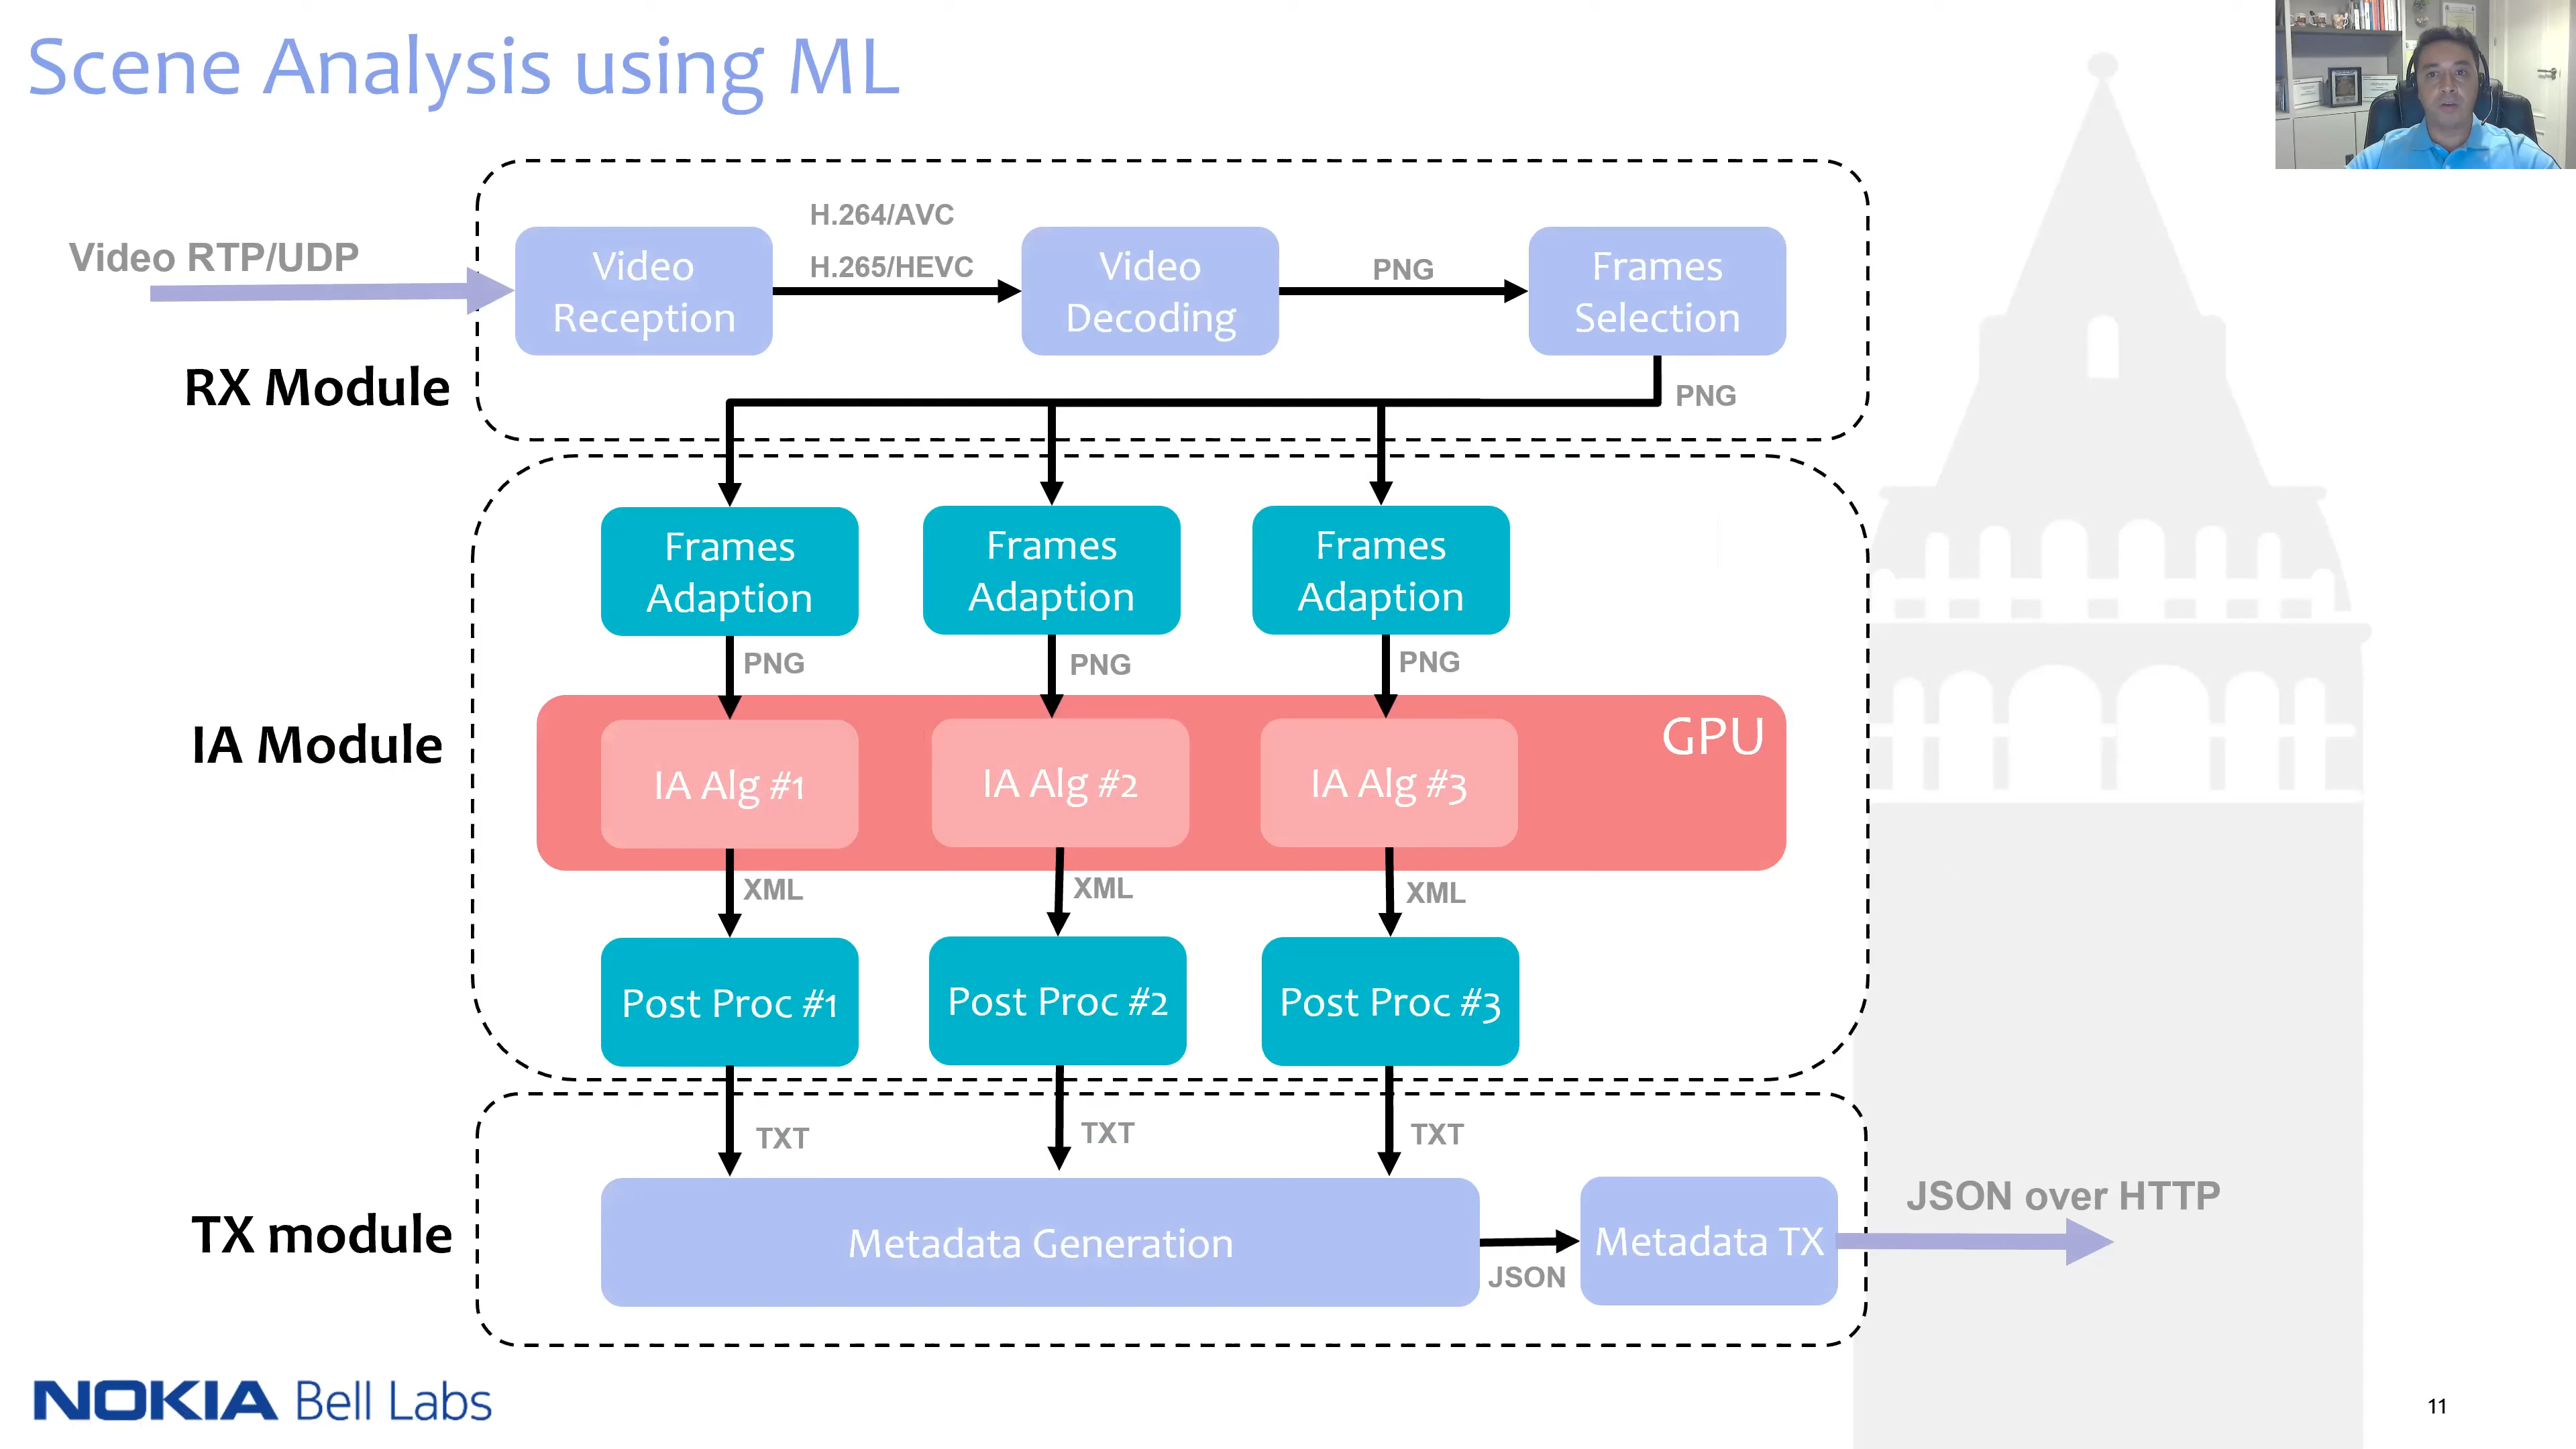 Scene Analysis using ML
Video RTP/UDP
Video
Reception
H.264/AVC
H.265/HEVC
Video
Decoding
PNG
Frames
Selection
RX Module
PNG
Frames
Adaption
Frames
Adaption
Frames
Adaption
PNG
PNG
PNG
IA Module
GPU
IA Alg #1
IA Alg #2
IA Alg #3
XML
XML
XML
Post Proc #1
Post Proc #2
Post Proc #3
TXT
TXT
TXT
TX module
Metadata Generation
JSON
Metadata TX
JSON over HTTP
NOKIA Bell Labs
11